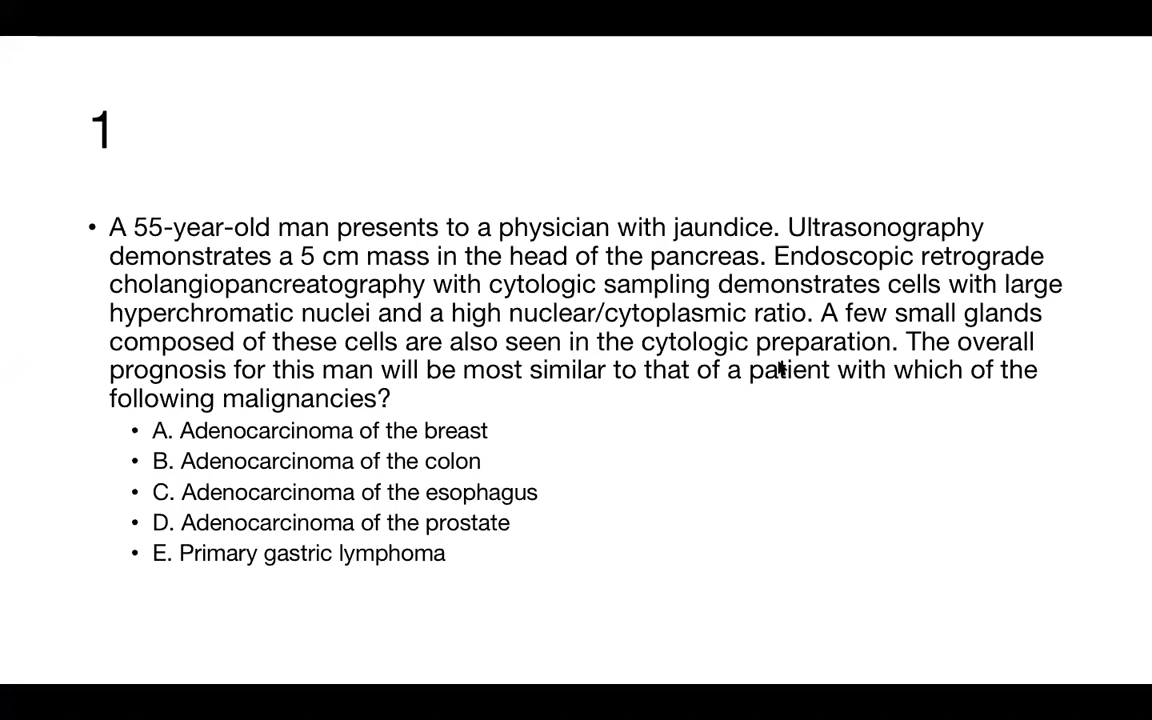 1
• A 55-year-old man presents to a physician with jaundice. Ultrasonography
demonstrates a 5 cm mass in the head of the pancreas. Endoscopic retrograde
cholangiopancreatography with cytologic sampling demonstrates cells with large
hyperchromatic nuclei and a high nuclear/cytoplasmic ratio. A few small glands
composed of these cells are also seen in the cytologic preparation. The overall
prognosis for this man will be most similar to that of a patient with which of the
following malignancies?
• A. Adenocarcinoma of the breast
• B. Adenocarcinoma of the colon
• C. Adenocarcinoma of the esophagus
• D. Adenocarcinoma of the prostate
• E. Primary gastric lymphoma